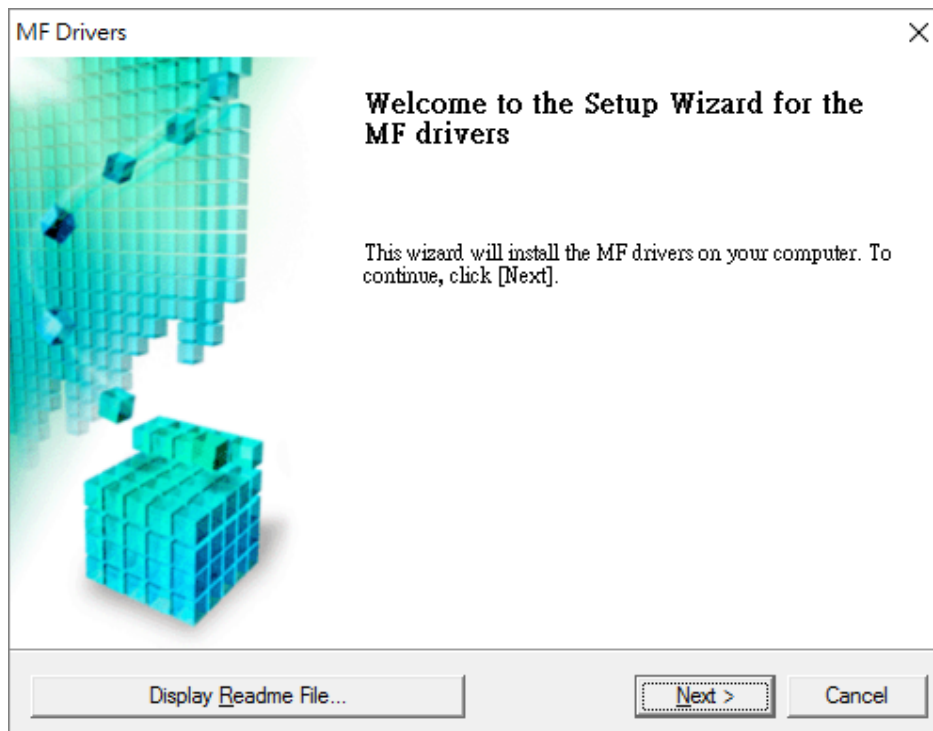 MF Drivers
Welcome to the Setup Wizard for the
MF drivers
This wizard will install the MF drivers on your computer. To
continue, click [Next].
Display Readme File...
Next >
Cancel